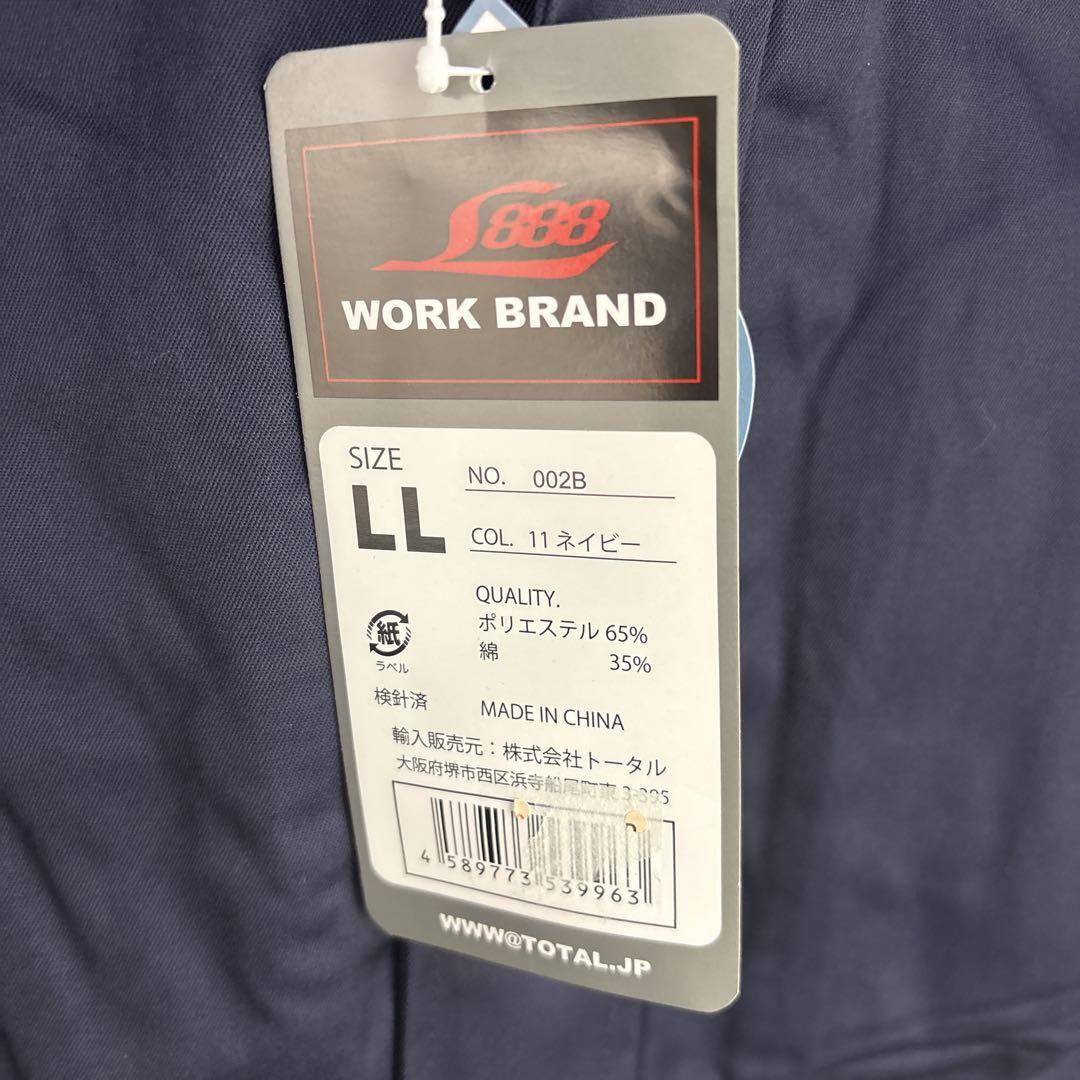 888
WORK BRAND
SIZE
LL
NO. 002B
COL. 11 ネイビー
QUALITY.
ポリエステル 65%
綿 35%
紙
ラベル
検針済
MADE IN CHINA
輸入販売元：株式会社トータル
大阪府堺市西区浜寺船尾町東 3-395
4 589773 539963
WWW@TOTAL.JP